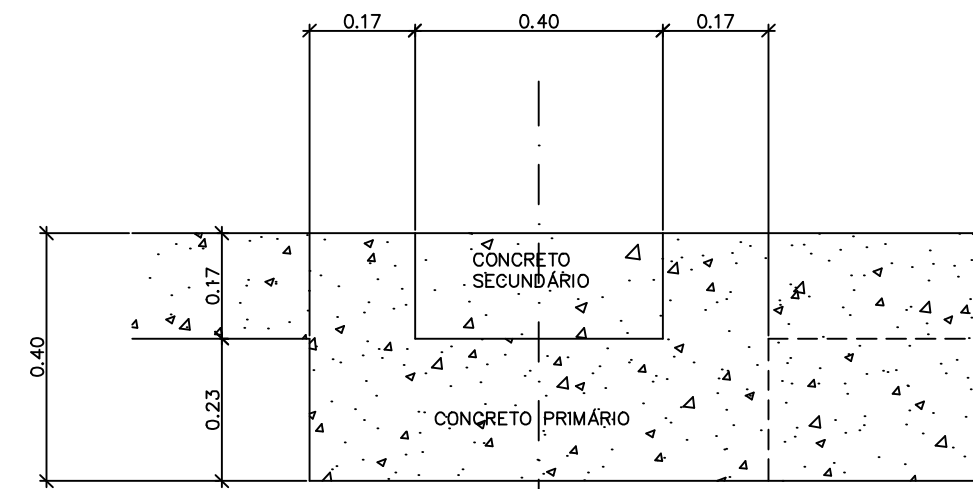 0.17
0.40
0.17
CONCRETO
SECUNDÁRIO
0.17
0.40
0.23
CONCRETO PRIMÁRIO